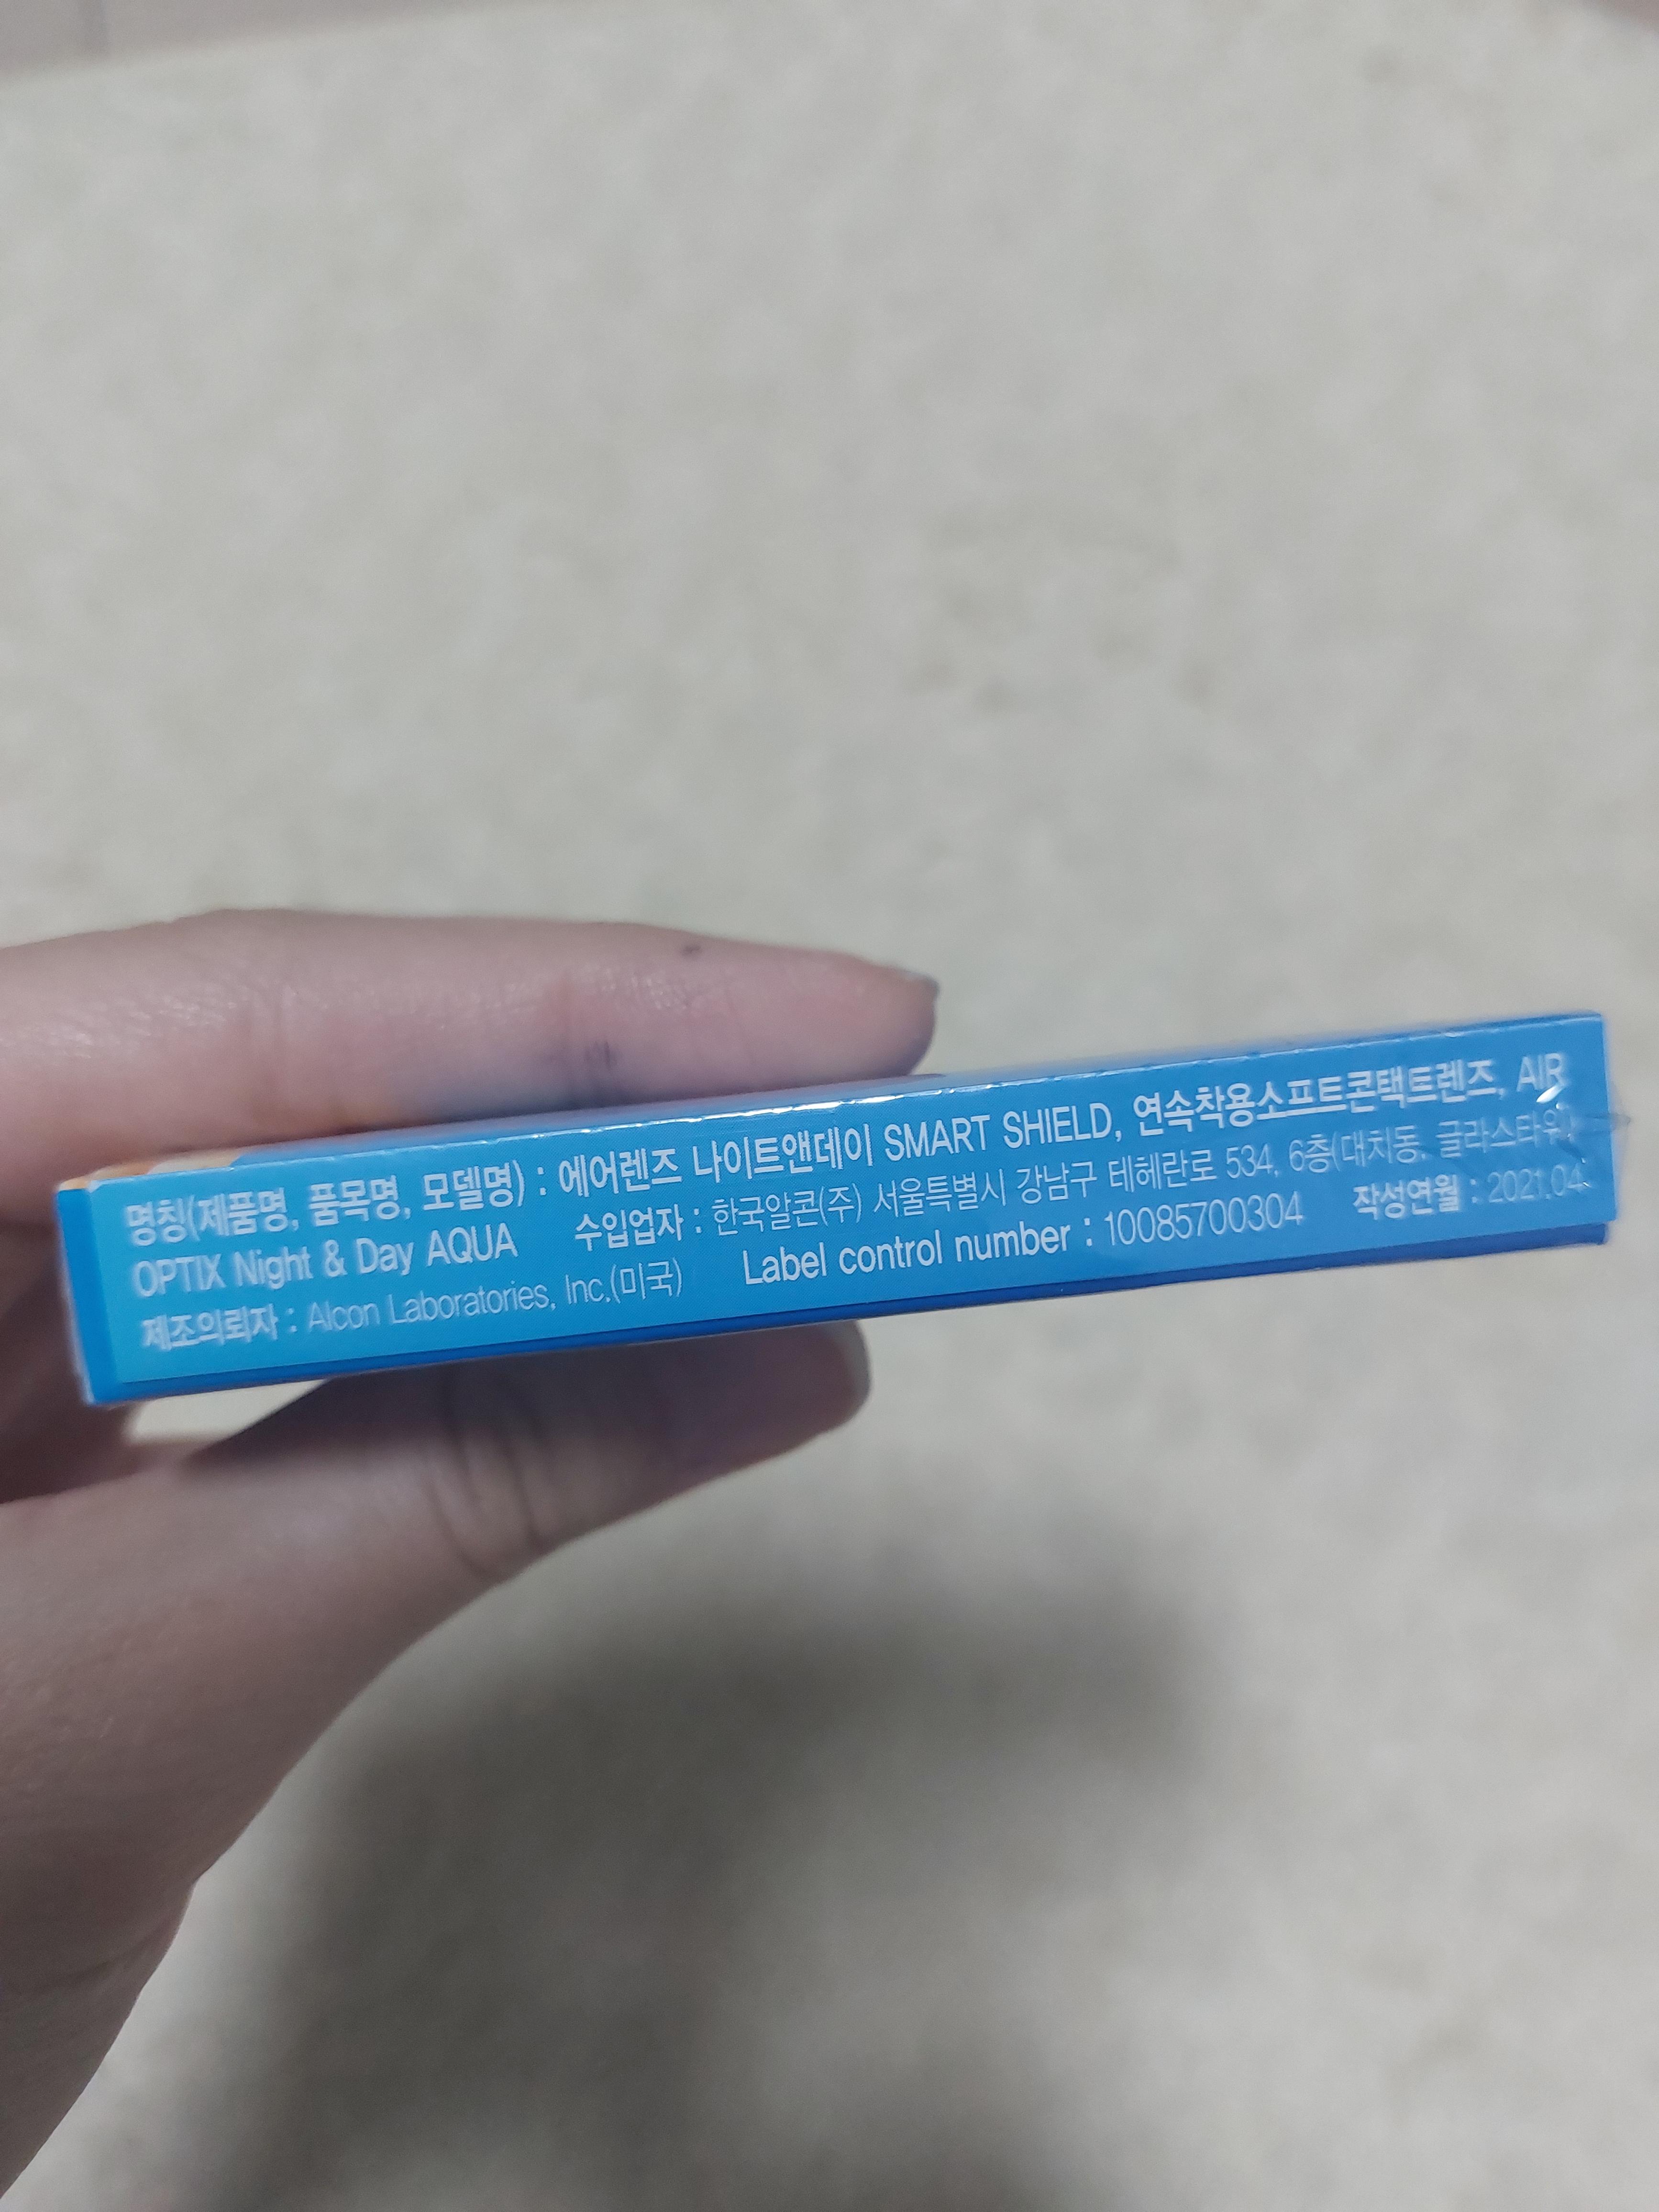 명칭(제품명, 품목명, 모델명) : 에어렌즈 나이트앤데이 SMART SHIELD, 연속착용소프트콘택트렌즈, AIR
OPTIX Night & Day AQUA 수입업자 : 한국알콘(주) 서울특별시 강남구 테헤란로 534, 6층(대치동, 글라스타워)
제조의뢰자 : Alcon Laboratories, Inc.(미국) Label control number : 10085700304 작성연월 : 2021.04.